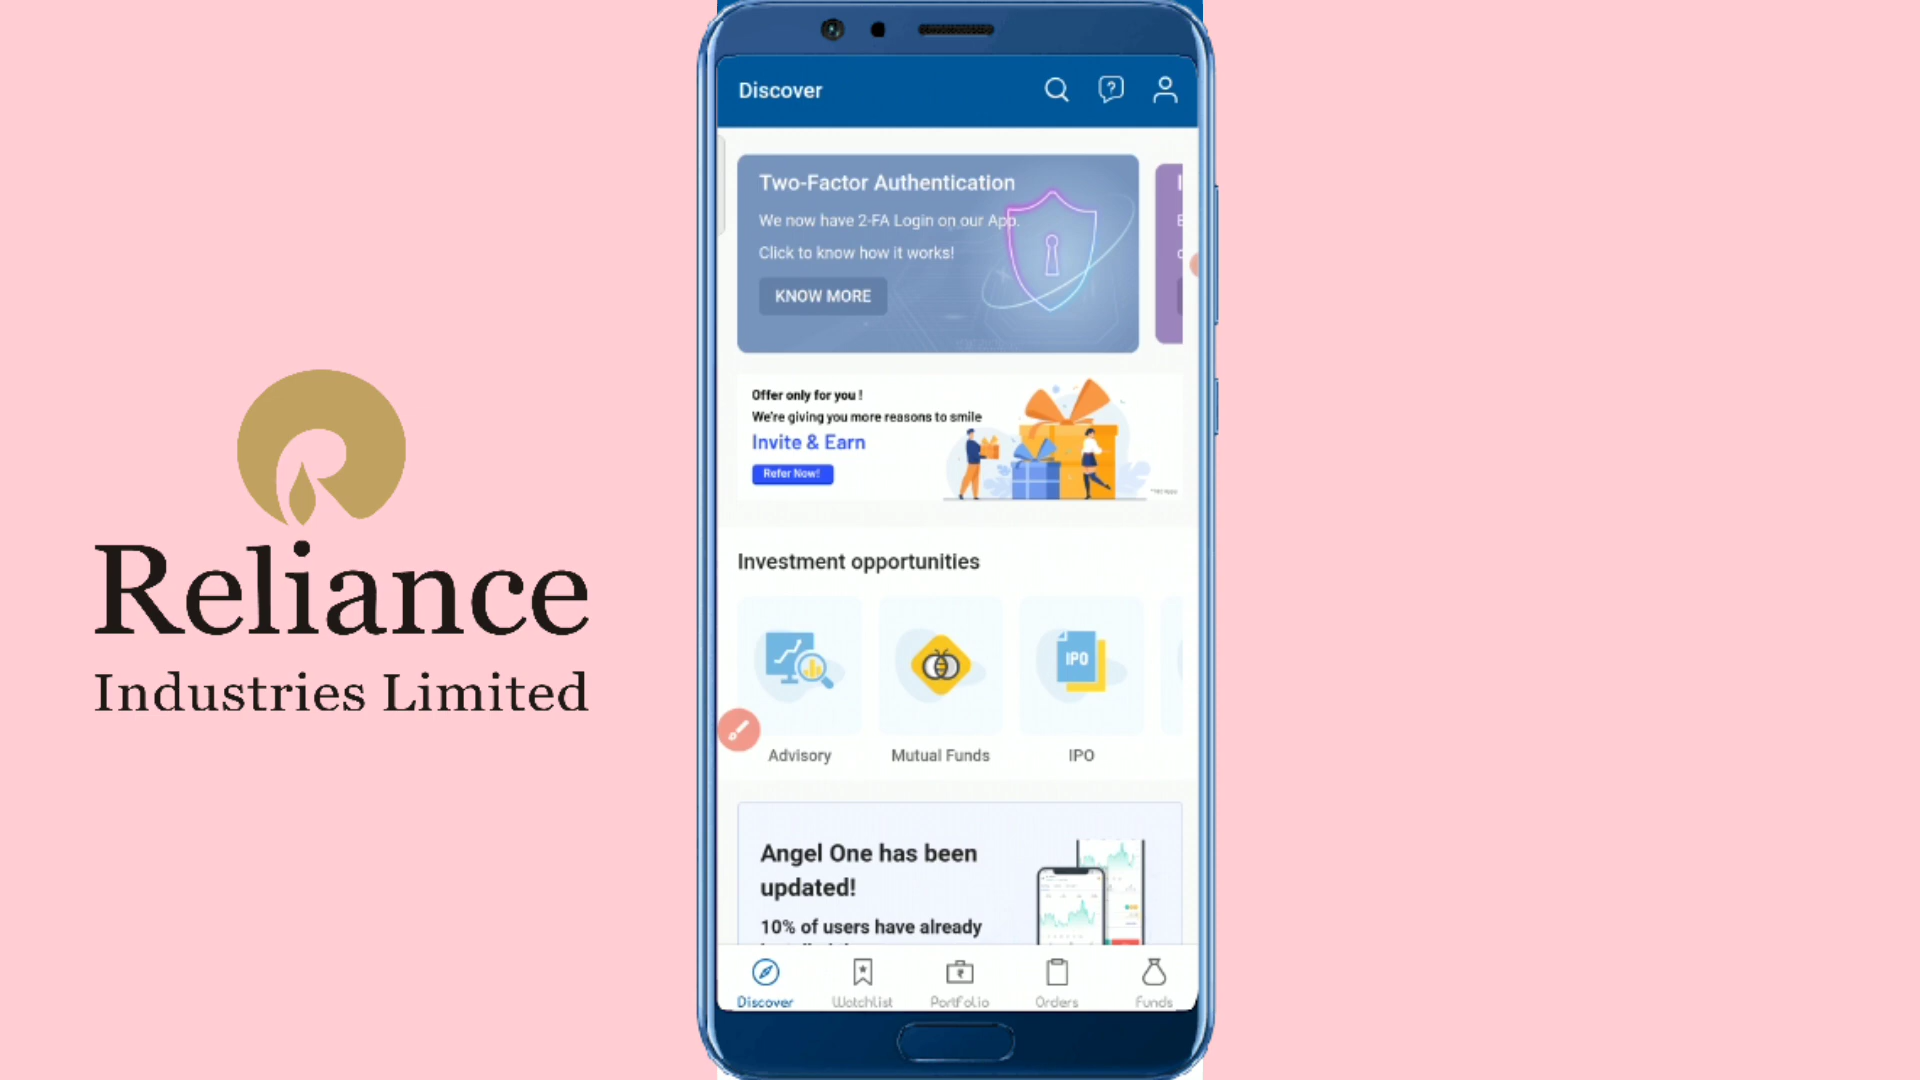 Reliance
Industries Limited
Discover
Two-Factor Authentication
We now have 2-FA Login on our App.
Click to know how it works!
KNOW MORE
Offer only for you !
We're giving you more reasons to smile
Invite & Earn
Refer Now!
Investment opportunities
IPO
Advisory
Mutual Funds
IPO
Angel One has been
updated!
10% of users have already
Discover
Watchlist
Portfolio
Orders
Funds